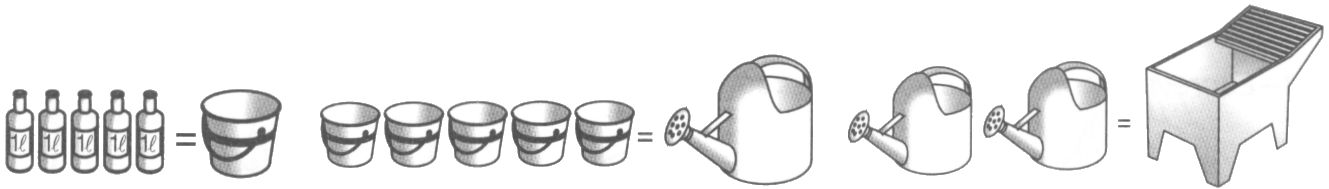 1ℓ 1ℓ 1ℓ 1ℓ 1ℓ = = =